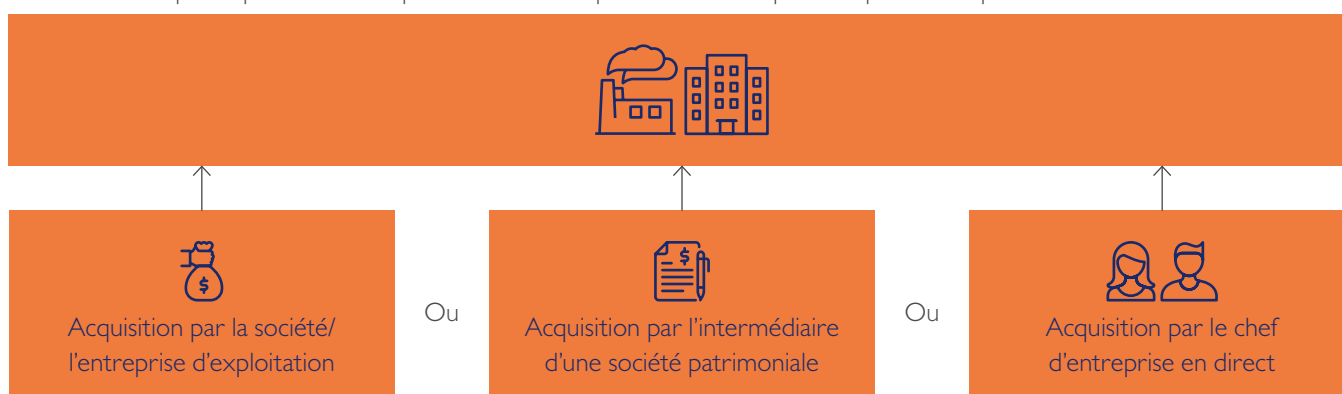 Acquisition par la société/
l'entreprise d'exploitation
Ou
Acquisition par l'intermédiaire
d'une société patrimoniale
Ou
Acquisition par le chef
d'entreprise en direct